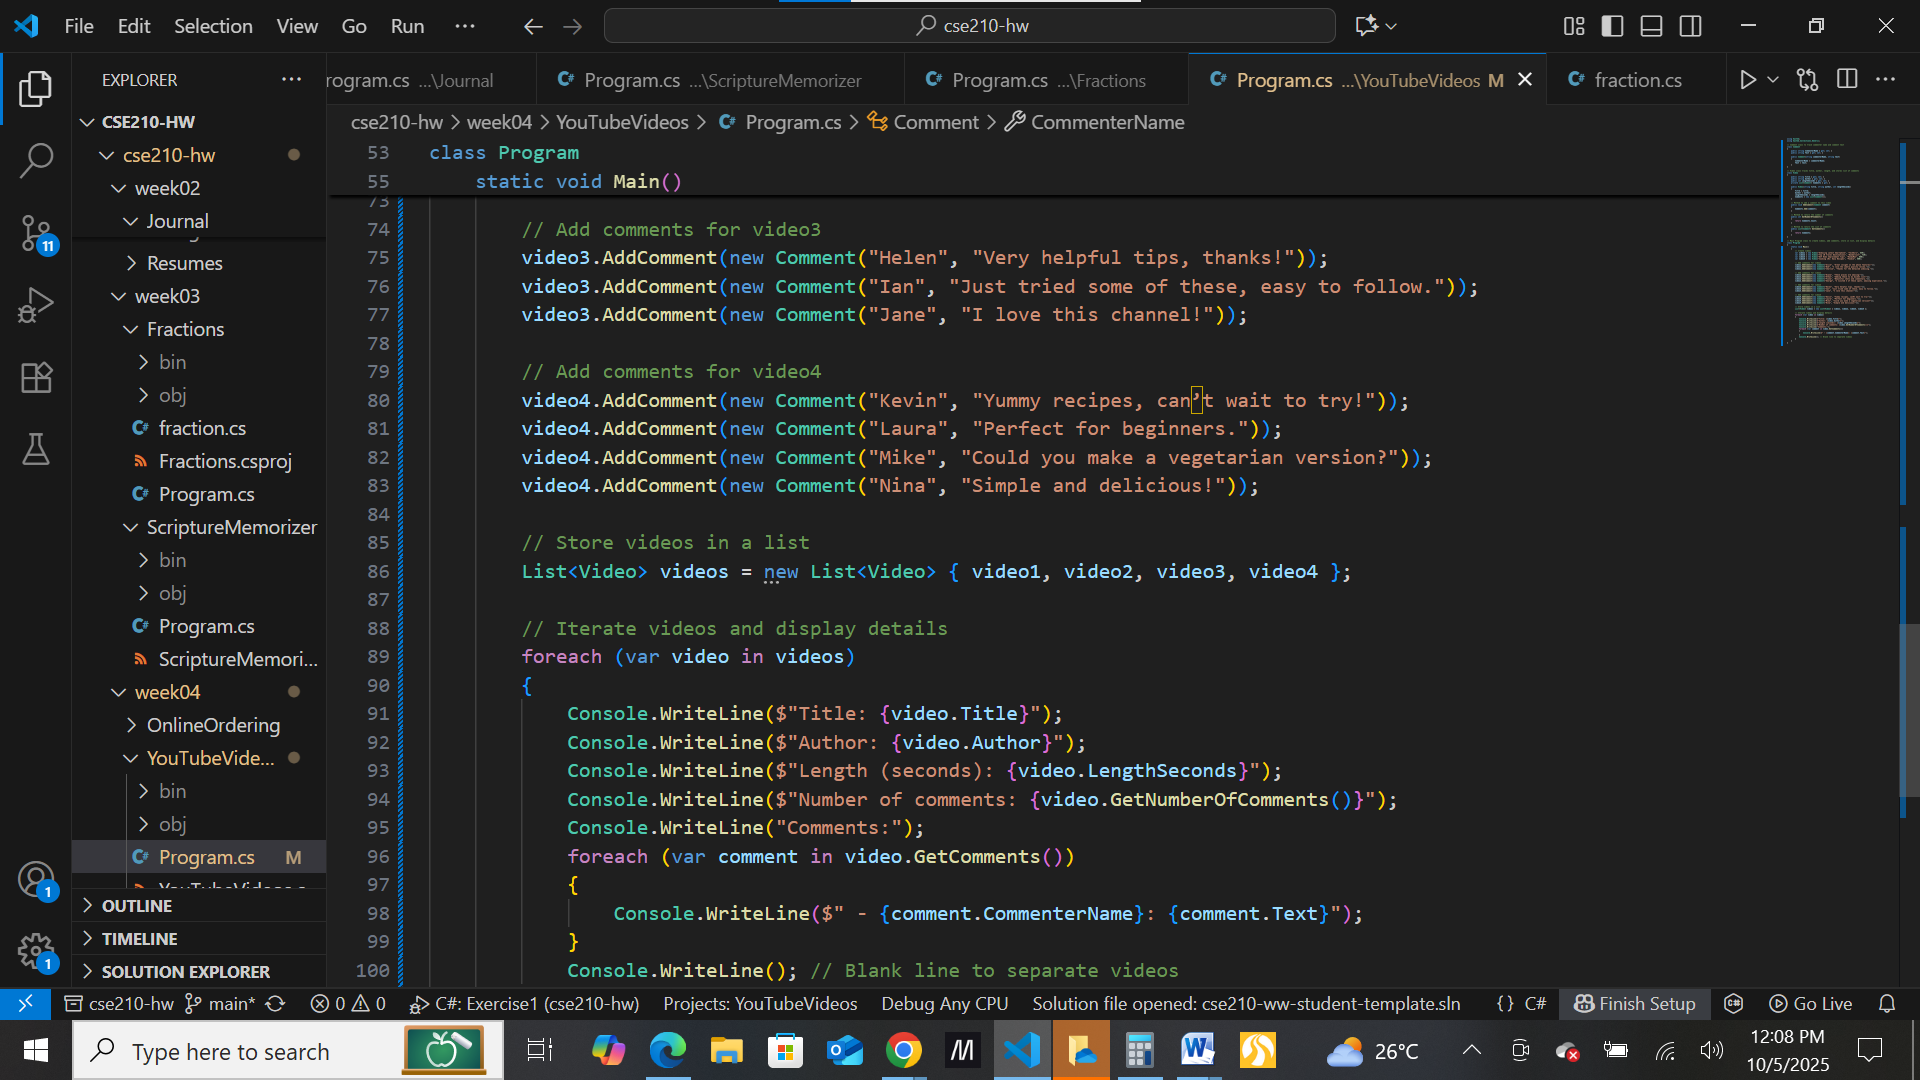 File Edit Selection View Go Run ··· cse210-hw
EXPLORER ···
rogram.cs ...\Journal Program.cs ...\ScriptureMemorizer Program.cs ...\Fractions Program.cs ...\YouTubeVideos M fraction.cs
cse210-hw > week04 > YouTubeVideos > Program.cs > Comment > CommenterName
CSE210-HW
cse210-hw
week02
Journal
Resumes
week03
Fractions
bin
obj
fraction.cs
Fractions.csproj
Program.cs
ScriptureMemorizer
bin
obj
Program.cs
ScriptureMemori...
week04
OnlineOrdering
YouTubeVide...
bin
obj
Program.cs M
OUTLINE
TIMELINE
SOLUTION EXPLORER
11
1
1
53 class Program
55 static void Main()
73
74 // Add comments for video3
75 video3.AddComment(new Comment("Helen", "Very helpful tips, thanks!"));
76 video3.AddComment(new Comment("Ian", "Just tried some of these, easy to follow."));
77 video3.AddComment(new Comment("Jane", "I love this channel!"));
78
79 // Add comments for video4
80 video4.AddComment(new Comment("Kevin", "Yummy recipes, can’t wait to try!"));
81 video4.AddComment(new Comment("Laura", "Perfect for beginners."));
82 video4.AddComment(new Comment("Mike", "Could you make a vegetarian version?"));
83 video4.AddComment(new Comment("Nina", "Simple and delicious!"));
84
85 // Store videos in a list
86 List<Video> videos = new List<Video> { video1, video2, video3, video4 };
87
88 // Iterate videos and display details
89 foreach (var video in videos)
90 {
91 Console.WriteLine($"Title: {video.Title}");
92 Console.WriteLine($"Author: {video.Author}");
93 Console.WriteLine($"Length (seconds): {video.LengthSeconds}");
94 Console.WriteLine($"Number of comments: {video.GetNumberOfComments()}");
95 Console.WriteLine("Comments:");
96 foreach (var comment in video.GetComments())
97 {
98 Console.WriteLine($" - {comment.CommenterName}: {comment.Text}");
99 }
100 Console.WriteLine(); // Blank line to separate videos
cse210-hw main* 0 0 C#: Exercise1 (cse210-hw) Projects: YouTubeVideos Debug Any CPU Solution file opened: cse210-ww-student-template.sln {} C# Finish Setup Go Live
Type here to search 26°C 12:08 PM
10/5/2025